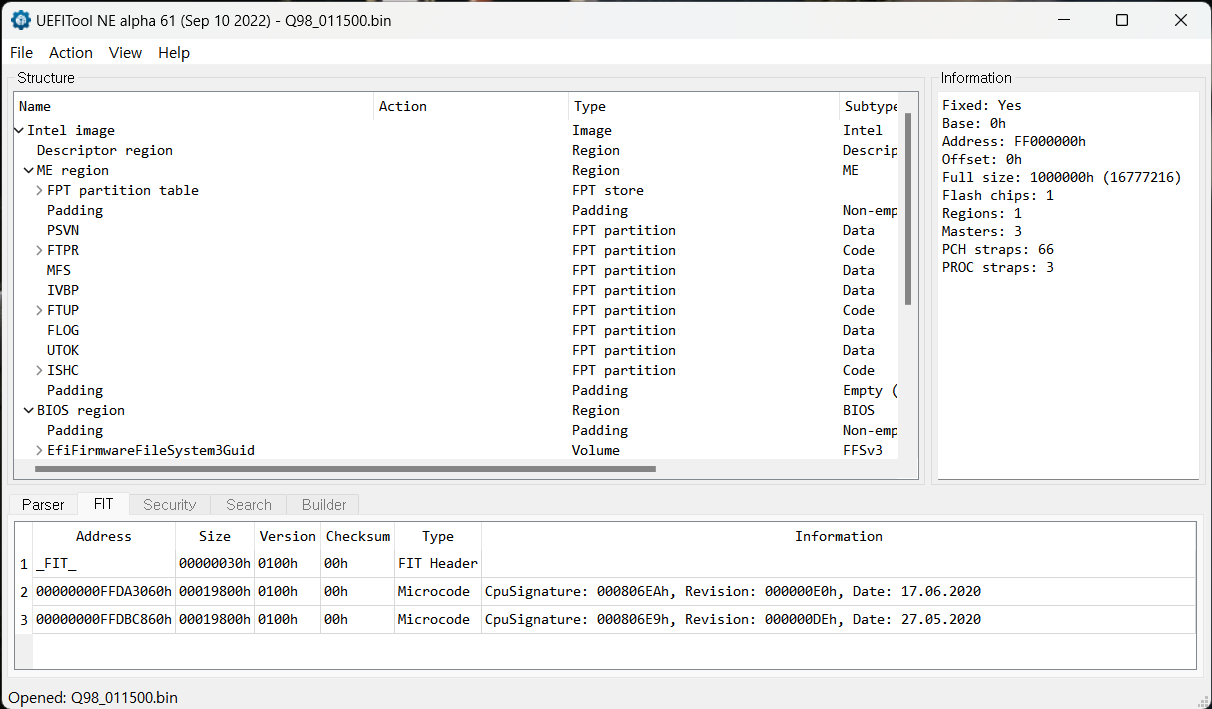 UEFITool NE alpha 61 (Sep 10 2022) - Q98_011500.bin
File Action View Help
Structure
Name Action Type Subtype
Intel image Image Intel
Descriptor region Region Descrip
ME region Region ME
FPT partition table FPT store
Padding Padding Non-emp
PSVN FPT partition Data
FTPR FPT partition Code
MFS FPT partition Data
IVBP FPT partition Data
FTUP FPT partition Code
FLOG FPT partition Data
UTOK FPT partition Data
ISHC FPT partition Code
Padding Padding Empty (
BIOS region Region BIOS
Padding Padding Non-emp
EfiFirmwareFileSystem3Guid Volume FFSv3
Information
Fixed: Yes
Base: 0h
Address: FF000000h
Offset: 0h
Full size: 1000000h (16777216)
Flash chips: 1
Regions: 1
Masters: 3
PCH straps: 66
PROC straps: 3
Parser FIT Security Search Builder
Address Size Version Checksum Type Information
1 _FIT_ 00000030h 0100h 00h FIT Header
2 00000000FFDA3060h 00019800h 0100h 00h Microcode CpuSignature: 000806EAh, Revision: 000000E0h, Date: 17.06.2020
3 00000000FFDBC860h 00019800h 0100h 00h Microcode CpuSignature: 000806E9h, Revision: 000000DEh, Date: 27.05.2020
Opened: Q98_011500.bin